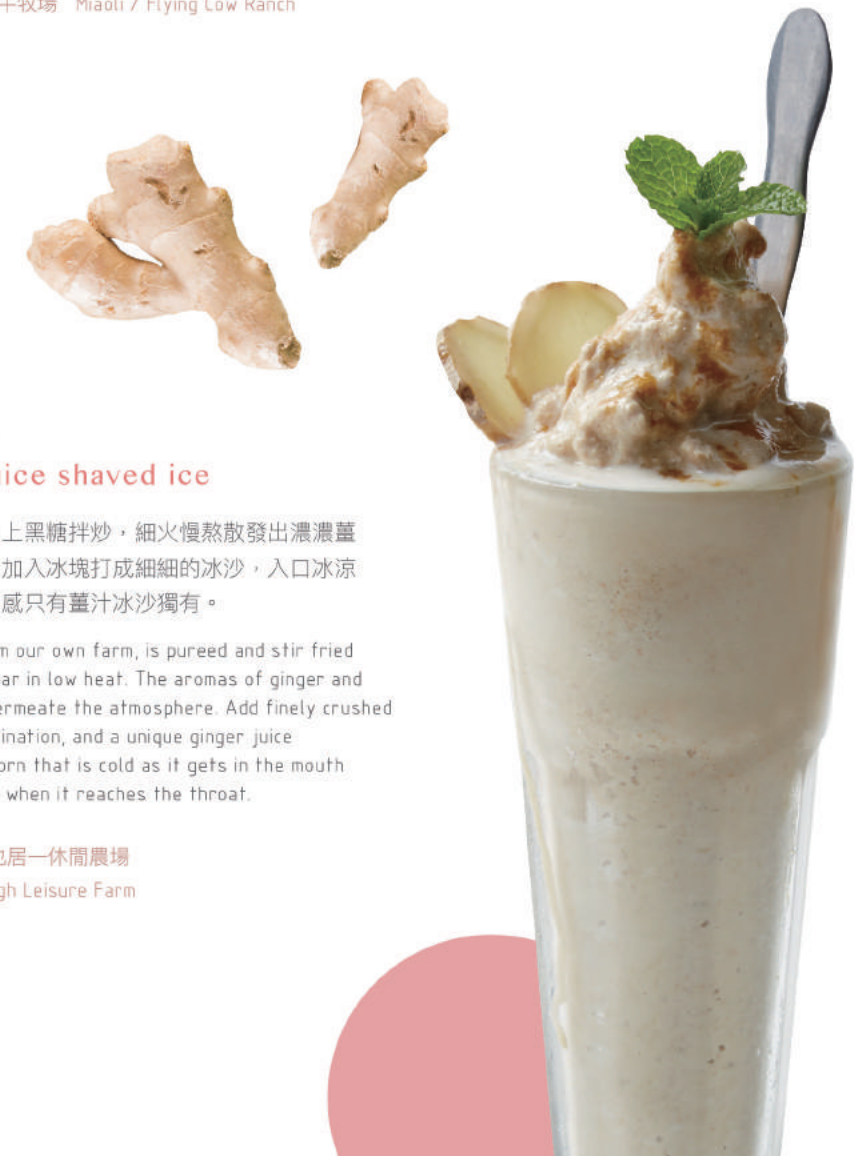 牧場 Miaoli / Flying Cow Ranch
ice shaved ice
上黑糖拌炒，細火慢熬散發出濃濃薑
加入冰塊打成細細的冰沙，入口冰涼
感只有薑汁冰沙獨有。
m our own farm, is pureed and stir fried
ar in low heat. The aromas of ginger and
ermeate the atmosphere. Add finely crushed
ination, and a unique ginger juice
orn that is cold as it gets in the mouth
when it reaches the throat.
居一休閒農場
gh Leisure Farm